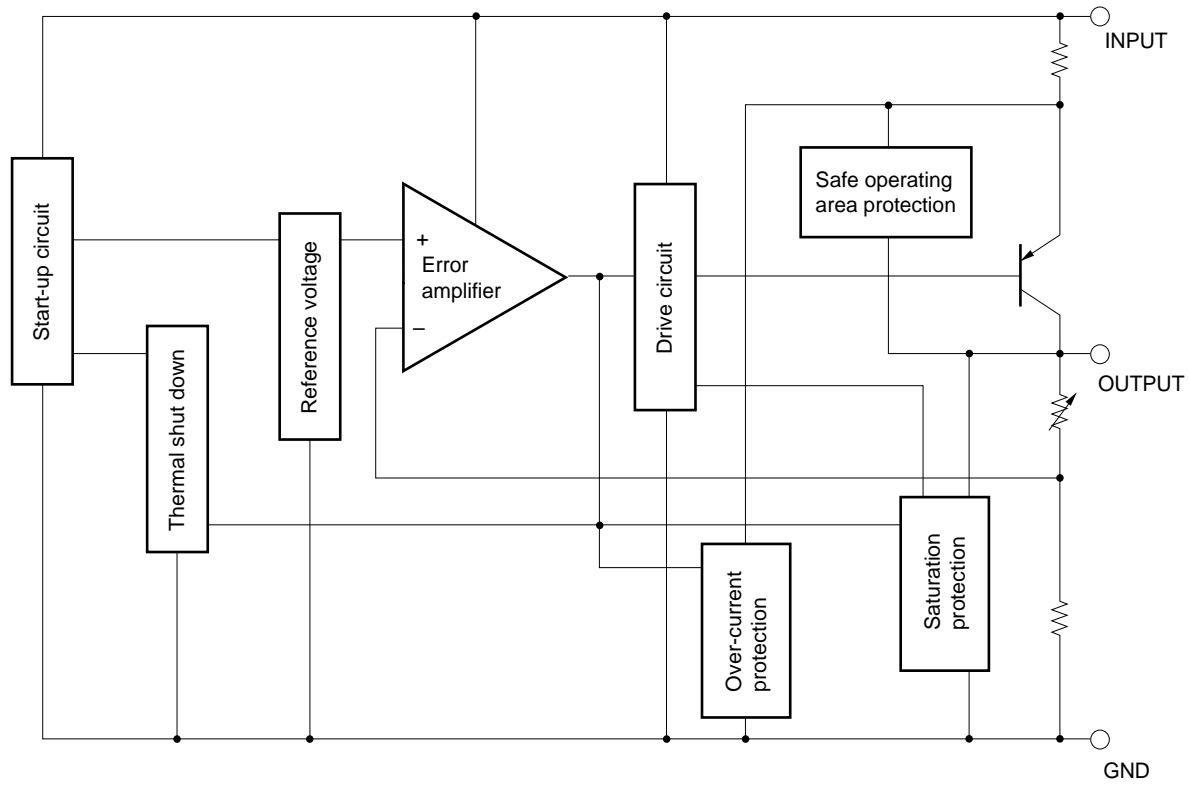 INPUT
Safe operating
area protection
Start-up circuit
Reference voltage
+
Error
amplifier
–
Drive circuit
Thermal shut down
OUTPUT
Over-current
protection
Saturation
protection
GND